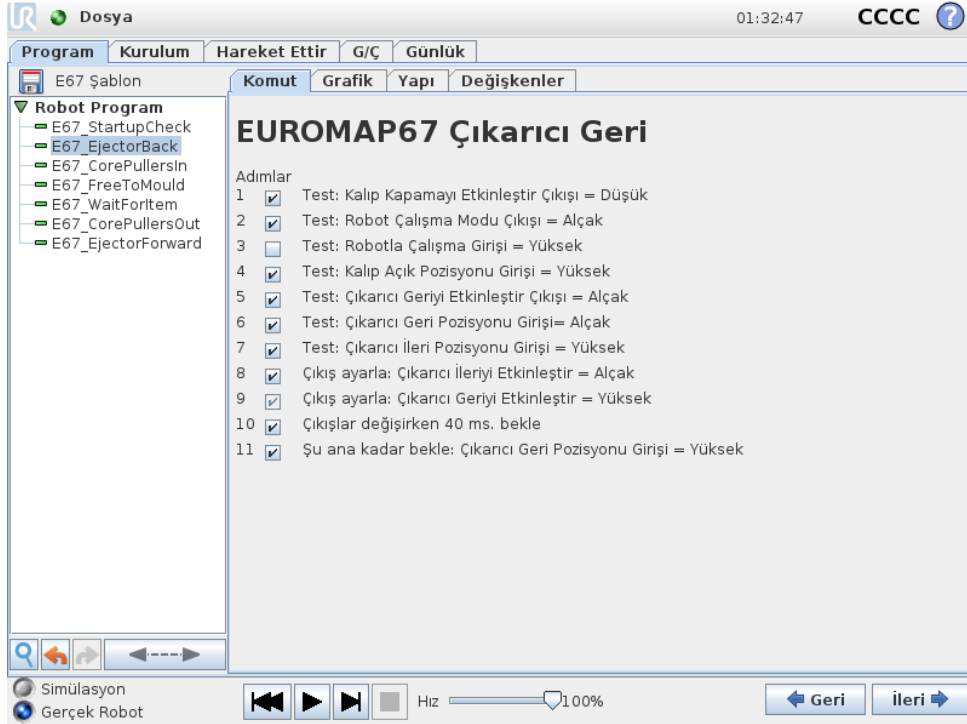 UR Dosya 01:32:47 CCCC ?
Program Kurulum Hareket Ettir G/Ç Günlük
E67 Şablon
Robot Program
E67_StartupCheck
E67_EjectorBack
E67_CorePullersIn
E67_FreeToMould
E67_WaitForItem
E67_CorePullersOut
E67_EjectorForward
Komut Grafik Yapı Değişkenler
EUROMAP67 Çıkarıcı Geri
Adımlar
1 Test: Kalıp Kapamayı Etkinleştir Çıkışı = Düşük
2 Test: Robot Çalışma Modu Çıkışı = Alçak
3 Test: Robotla Çalışma Girişi = Yüksek
4 Test: Kalıp Açık Pozisyonu Girişi = Yüksek
5 Test: Çıkarıcı Geriyi Etkinleştir Çıkışı = Alçak
6 Test: Çıkarıcı Geri Pozisyonu Girişi= Alçak
7 Test: Çıkarıcı İleri Pozisyonu Girişi = Yüksek
8 Çıkış ayarla: Çıkarıcı İleriyi Etkinleştir = Alçak
9 Çıkış ayarla: Çıkarıcı Geriyi Etkinleştir = Yüksek
10 Çıkışlar değişirken 40 ms. bekle
11 Şu ana kadar bekle: Çıkarıcı Geri Pozisyonu Girişi = Yüksek
Simülasyon
Gerçek Robot
Hız 100%
Geri İleri